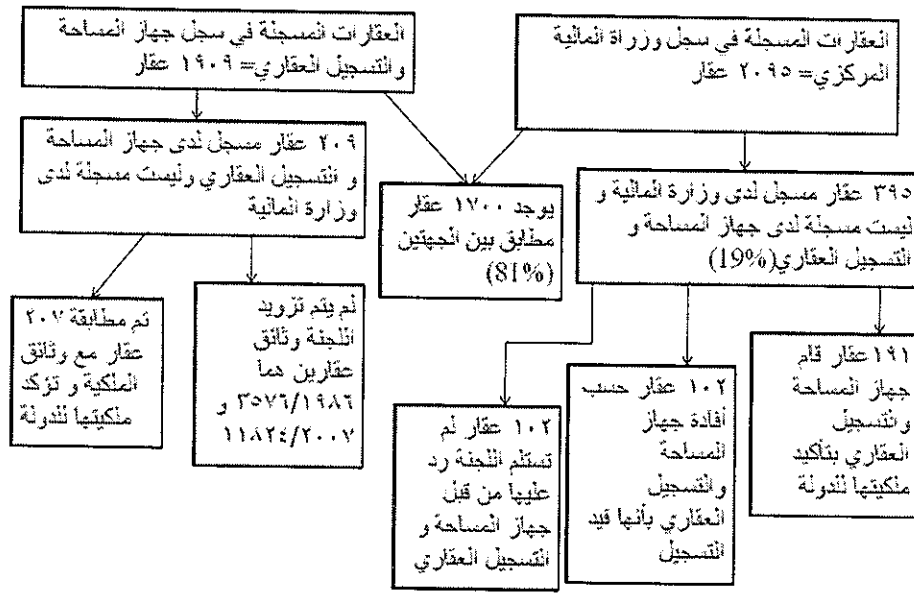 العقارات المسجلة في سجل وزراة المالية
المركزي= ٢٠٩٥ عقار
العقارات المسجلة في سجل جهاز المساحة
والتسجيل العقاري= ١٩٠٩ عقار
٢٠٩ عقار مسجل لدى جهاز المساحة
و التسجيل العقاري وليست مسجلة لدى
وزارة المالية
يوجد ١٧٠٠ عقار
مطابق بين الجهتين
(81%)
٣٩٥ عقار مسجل لدى وزارة المالية و
ليست مسجلة لدى جهاز المساحة و
التسجيل العقاري(19%)
١٩١ عقار قام
جهاز المساحة
والتسجيل
العقاري بتأكيد
ملكيتها للدولة
١٠٢ عقار حسب
أفادة جهاز
المساحة
والتسجيل
العقاري بأنها قيد
التسجيل
١٠٢ عقار لم
تستلم اللجنة رد
عليها من قبل
جهاز المساحة و
التسجيل العقاري
لم يتم تزويد
اللجنة وثائق
عقارين هما
٣٥٧٦/١٩٨٦ و
١١٨٢٤/٢٠٠٧
تم مطابقة ٢٠٧
عقار مع وثائق
الملكية و تؤكد
ملكيتها للدولة